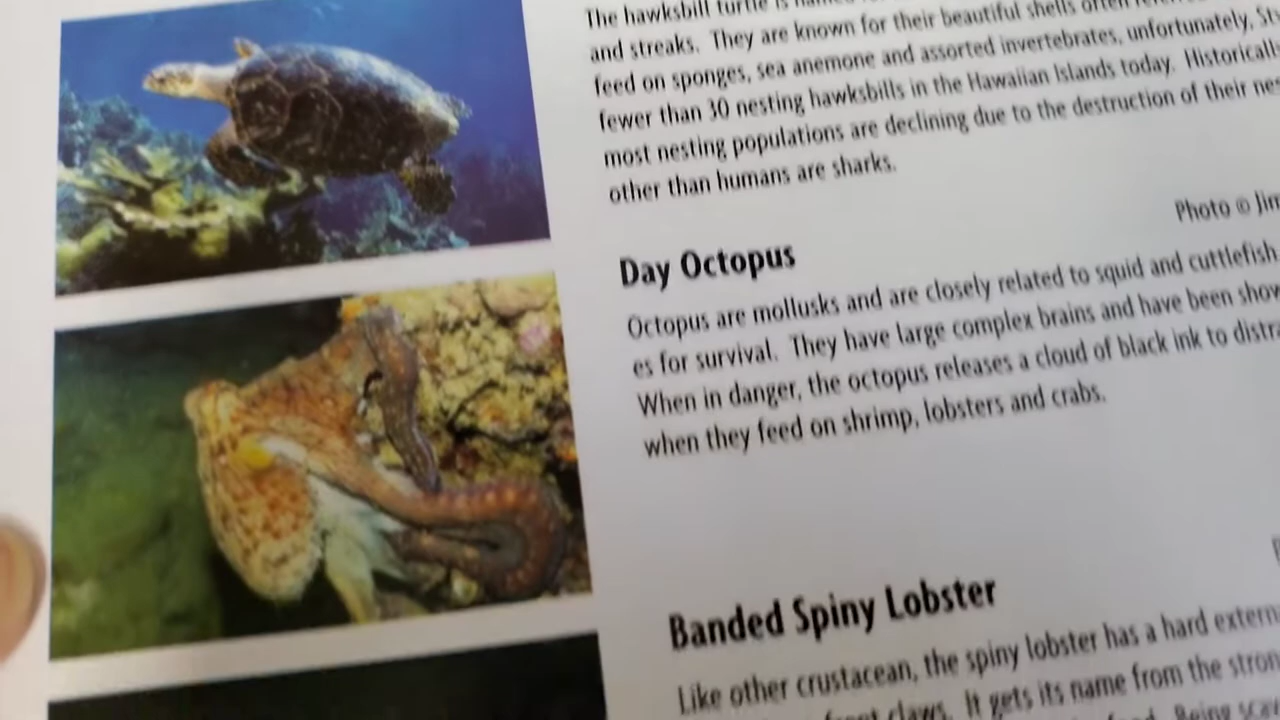 The hawksbill turtle is named for
and streaks. They are known for their beautiful shells often
feed on sponges, sea anemone and assorted invertebrates, unfortunately,
fewer than 30 nesting hawksbills in the Hawaiian Islands today. Historically
most nesting populations are declining due to the destruction of their
other than humans are sharks.
Photo © Jim
Day Octopus
Octopus are mollusks and are closely related to squid and cuttlefish
es for survival. They have large complex brains and have been
When in danger, the octopus releases a cloud of black ink to
when they feed on shrimp, lobsters and crabs.
Banded Spiny Lobster
Like other crustacean, the spiny lobster has a hard
front claws. It gets its name from the
Being